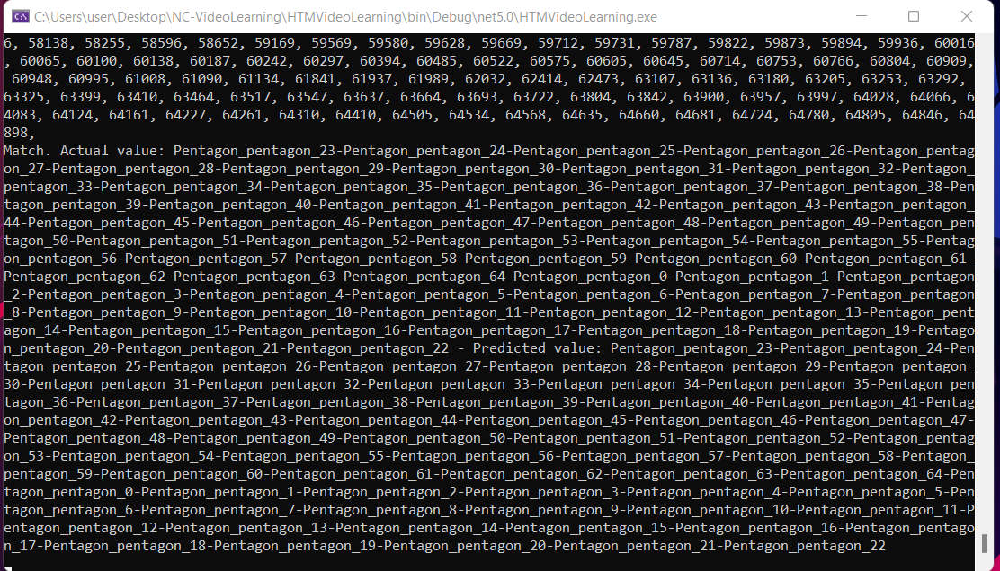 C:\Users\user\Desktop\NC-VideoLearning\HTMVideoLearning\bin\Debug\net5.0\HTMVideoLearning.exe
6, 58138, 58255, 58596, 58652, 59169, 59569, 59580, 59628, 59669, 59712, 59731, 59787, 59822, 59873, 59894, 59936, 60016
, 60065, 60100, 60138, 60187, 60242, 60297, 60394, 60485, 60522, 60575, 60605, 60645, 60714, 60753, 60766, 60804, 60909,
 60948, 60995, 61008, 61090, 61134, 61841, 61937, 61989, 62032, 62414, 62473, 63107, 63136, 63180, 63205, 63253, 63292,
63325, 63399, 63410, 63464, 63517, 63547, 63637, 63664, 63693, 63722, 63804, 63842, 63900, 63957, 63997, 64028, 64066, 6
4083, 64124, 64161, 64227, 64261, 64310, 64410, 64505, 64534, 64568, 64635, 64660, 64681, 64724, 64780, 64805, 64846, 64
898,
Match. Actual value: Pentagon_pentagon_23-Pentagon_pentagon_24-Pentagon_pentagon_25-Pentagon_pentagon_26-Pentagon_pentag
on_27-Pentagon_pentagon_28-Pentagon_pentagon_29-Pentagon_pentagon_30-Pentagon_pentagon_31-Pentagon_pentagon_32-Pentagon_
pentagon_33-Pentagon_pentagon_34-Pentagon_pentagon_35-Pentagon_pentagon_36-Pentagon_pentagon_37-Pentagon_pentagon_38-Pen
tagon_pentagon_39-Pentagon_pentagon_40-Pentagon_pentagon_41-Pentagon_pentagon_42-Pentagon_pentagon_43-Pentagon_pentagon_
44-Pentagon_pentagon_45-Pentagon_pentagon_46-Pentagon_pentagon_47-Pentagon_pentagon_48-Pentagon_pentagon_49-Pentagon_pen
tagon_50-Pentagon_pentagon_51-Pentagon_pentagon_52-Pentagon_pentagon_53-Pentagon_pentagon_54-Pentagon_pentagon_55-Pentag
on_pentagon_56-Pentagon_pentagon_57-Pentagon_pentagon_58-Pentagon_pentagon_59-Pentagon_pentagon_60-Pentagon_pentagon_61-
Pentagon_pentagon_62-Pentagon_pentagon_63-Pentagon_pentagon_64-Pentagon_pentagon_0-Pentagon_pentagon_1-Pentagon_pentagon
_2-Pentagon_pentagon_3-Pentagon_pentagon_4-Pentagon_pentagon_5-Pentagon_pentagon_6-Pentagon_pentagon_7-Pentagon_pentagon
_8-Pentagon_pentagon_9-Pentagon_pentagon_10-Pentagon_pentagon_11-Pentagon_pentagon_12-Pentagon_pentagon_13-Pentagon_pent
agon_14-Pentagon_pentagon_15-Pentagon_pentagon_16-Pentagon_pentagon_17-Pentagon_pentagon_18-Pentagon_pentagon_19-Pentago
n_pentagon_20-Pentagon_pentagon_21-Pentagon_pentagon_22 - Predicted value: Pentagon_pentagon_23-Pentagon_pentagon_24-Pen
tagon_pentagon_25-Pentagon_pentagon_26-Pentagon_pentagon_27-Pentagon_pentagon_28-Pentagon_pentagon_29-Pentagon_pentagon_
30-Pentagon_pentagon_31-Pentagon_pentagon_32-Pentagon_pentagon_33-Pentagon_pentagon_34-Pentagon_pentagon_35-Pentagon_pen
tagon_36-Pentagon_pentagon_37-Pentagon_pentagon_38-Pentagon_pentagon_39-Pentagon_pentagon_40-Pentagon_pentagon_41-Pentag
on_pentagon_42-Pentagon_pentagon_43-Pentagon_pentagon_44-Pentagon_pentagon_45-Pentagon_pentagon_46-Pentagon_pentagon_47-
Pentagon_pentagon_48-Pentagon_pentagon_49-Pentagon_pentagon_50-Pentagon_pentagon_51-Pentagon_pentagon_52-Pentagon_pentag
on_53-Pentagon_pentagon_54-Pentagon_pentagon_55-Pentagon_pentagon_56-Pentagon_pentagon_57-Pentagon_pentagon_58-Pentagon_
pentagon_59-Pentagon_pentagon_60-Pentagon_pentagon_61-Pentagon_pentagon_62-Pentagon_pentagon_63-Pentagon_pentagon_64-Pen
tagon_pentagon_0-Pentagon_pentagon_1-Pentagon_pentagon_2-Pentagon_pentagon_3-Pentagon_pentagon_4-Pentagon_pentagon_5-Pen
tagon_pentagon_6-Pentagon_pentagon_7-Pentagon_pentagon_8-Pentagon_pentagon_9-Pentagon_pentagon_10-Pentagon_pentagon_11-P
entagon_pentagon_12-Pentagon_pentagon_13-Pentagon_pentagon_14-Pentagon_pentagon_15-Pentagon_pentagon_16-Pentagon_pentago
n_17-Pentagon_pentagon_18-Pentagon_pentagon_19-Pentagon_pentagon_20-Pentagon_pentagon_21-Pentagon_pentagon_22